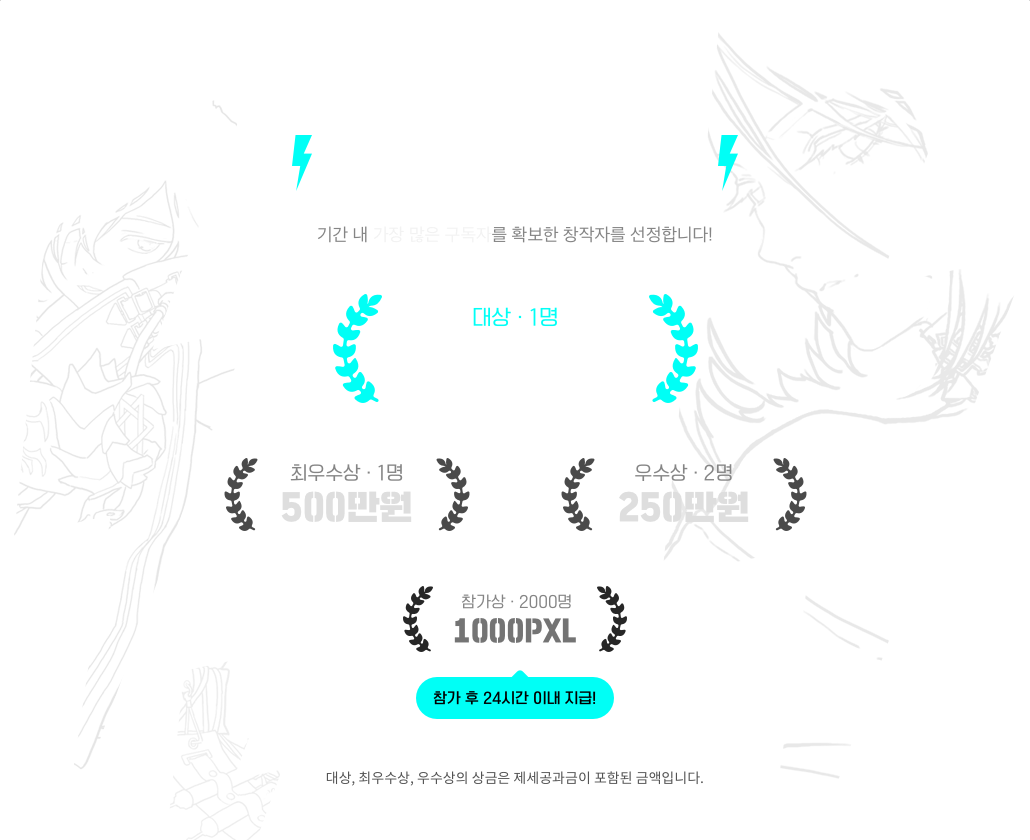 기간 내 가장 많은 구독자를 확보한 창작자를 선정합니다!
대상 · 1명
최우수상 · 1명
500만원
우수상 · 2명
250만원
참가상 · 2000명
1000PXL
참가 후 24시간 이내 지급!
대상, 최우수상, 우수상의 상금은 제세공과금이 포함된 금액입니다.